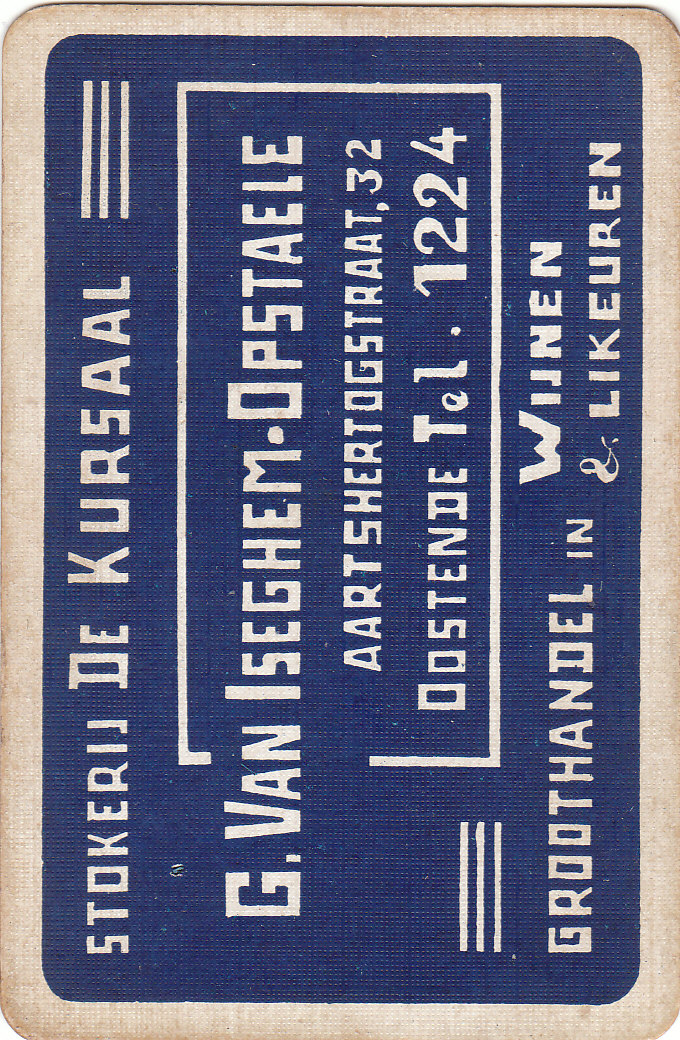 STOKERIJ DE KURSAAL
G. VAN ISEGHEM-OPSTAELE
AARTSHERTOGSTRAAT, 32
OOSTENDE Tel. 1224
GROOTHANDEL IN WIJNEN
& LIKEUREN